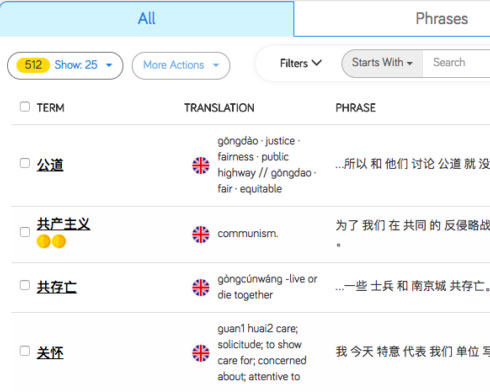 All
Phrases
512 Show: 25
More Actions
Filters
Starts With
Search
TERM
TRANSLATION
PHRASE
公道
gōngdào · justice ·
fairness · public
highway // gōngdao ·
fair · equitable
...所以 和 他们 讨论 公道 就 没
共产主义
communism.
为了 我们 在 共同 的 反侵略战
。
共存亡
gòngcúnwáng -live or
die together
...一些 士兵 和 南京城 共存亡。
关怀
guan1 huai2 care;
solicitude; to show
care for; concerned
about; attentive to
我 今天 特意 代表 我们 单位 写